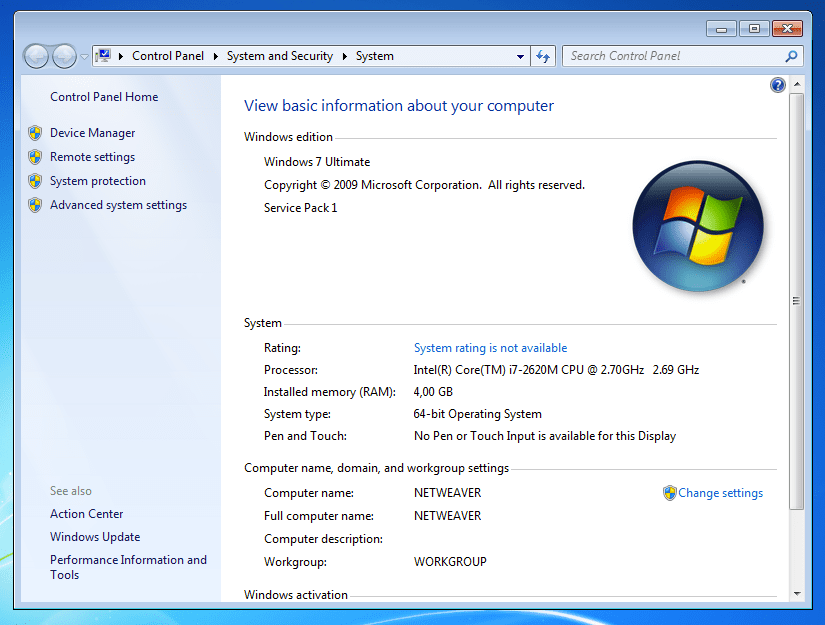 Control Panel System and Security System
Search Control Panel
Control Panel Home
Device Manager
Remote settings
System protection
Advanced system settings
See also
Action Center
Windows Update
Performance Information and
Tools
View basic information about your computer
Windows edition
Windows 7 Ultimate
Copyright © 2009 Microsoft Corporation. All rights reserved.
Service Pack 1
System
Rating: System rating is not available
Processor: Intel(R) Core(TM) i7-2620M CPU @ 2.70GHz 2.69 GHz
Installed memory (RAM): 4,00 GB
System type: 64-bit Operating System
Pen and Touch: No Pen or Touch Input is available for this Display
Computer name, domain, and workgroup settings
Computer name: NETWEAVER Change settings
Full computer name: NETWEAVER
Computer description:
Workgroup: WORKGROUP
Windows activation